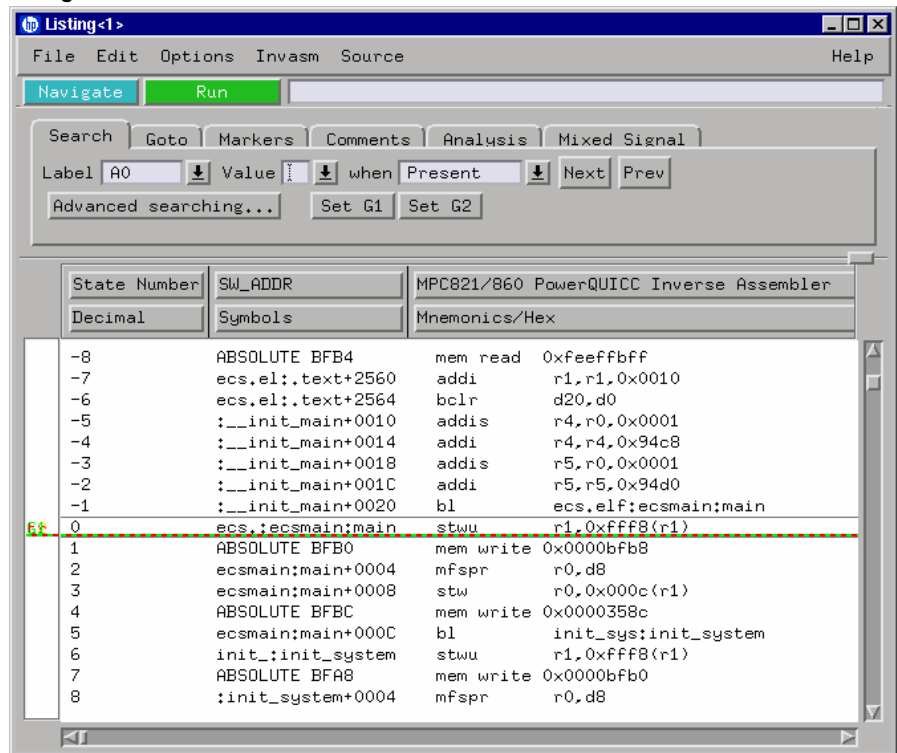 Listing<1>
File Edit Options Invasm Source Help
Navigate Run
Search Goto Markers Comments Analysis Mixed Signal
Label A0 Value when Present Next Prev
Advanced searching... Set G1 Set G2
State Number SW_ADDR MPC821/860 PowerQUICC Inverse Assembler
Decimal Symbols Mnemonics/Hex
-8 ABSOLUTE BFB4 mem read 0xfeeffbff
-7 ecs.el:.text+2560 addi r1,r1,0x0010
-6 ecs.el:.text+2564 bclr d20,d0
-5 :__init_main+0010 addis r4,r0,0x0001
-4 :__init_main+0014 addi r4,r4,0x94c8
-3 :__init_main+0018 addis r5,r0,0x0001
-2 :__init_main+001C addi r5,r5,0x94d0
-1 :__init_main+0020 bl ecs.elf:ecsmain:main
0 ecs.:ecsmain:main stwu r1,0xfff8(r1)
1 ABSOLUTE BFB0 mem write 0x0000bfb8
2 ecsmain:main+0004 mfspr r0,d8
3 ecsmain:main+0008 stw r0,0x000c(r1)
4 ABSOLUTE BFBC mem write 0x0000358c
5 ecsmain:main+000C bl init_sys:init_system
6 init_:init_system stwu r1,0xfff8(r1)
7 ABSOLUTE BFA8 mem write 0x0000bfb0
8 :init_system+0004 mfspr r0,d8